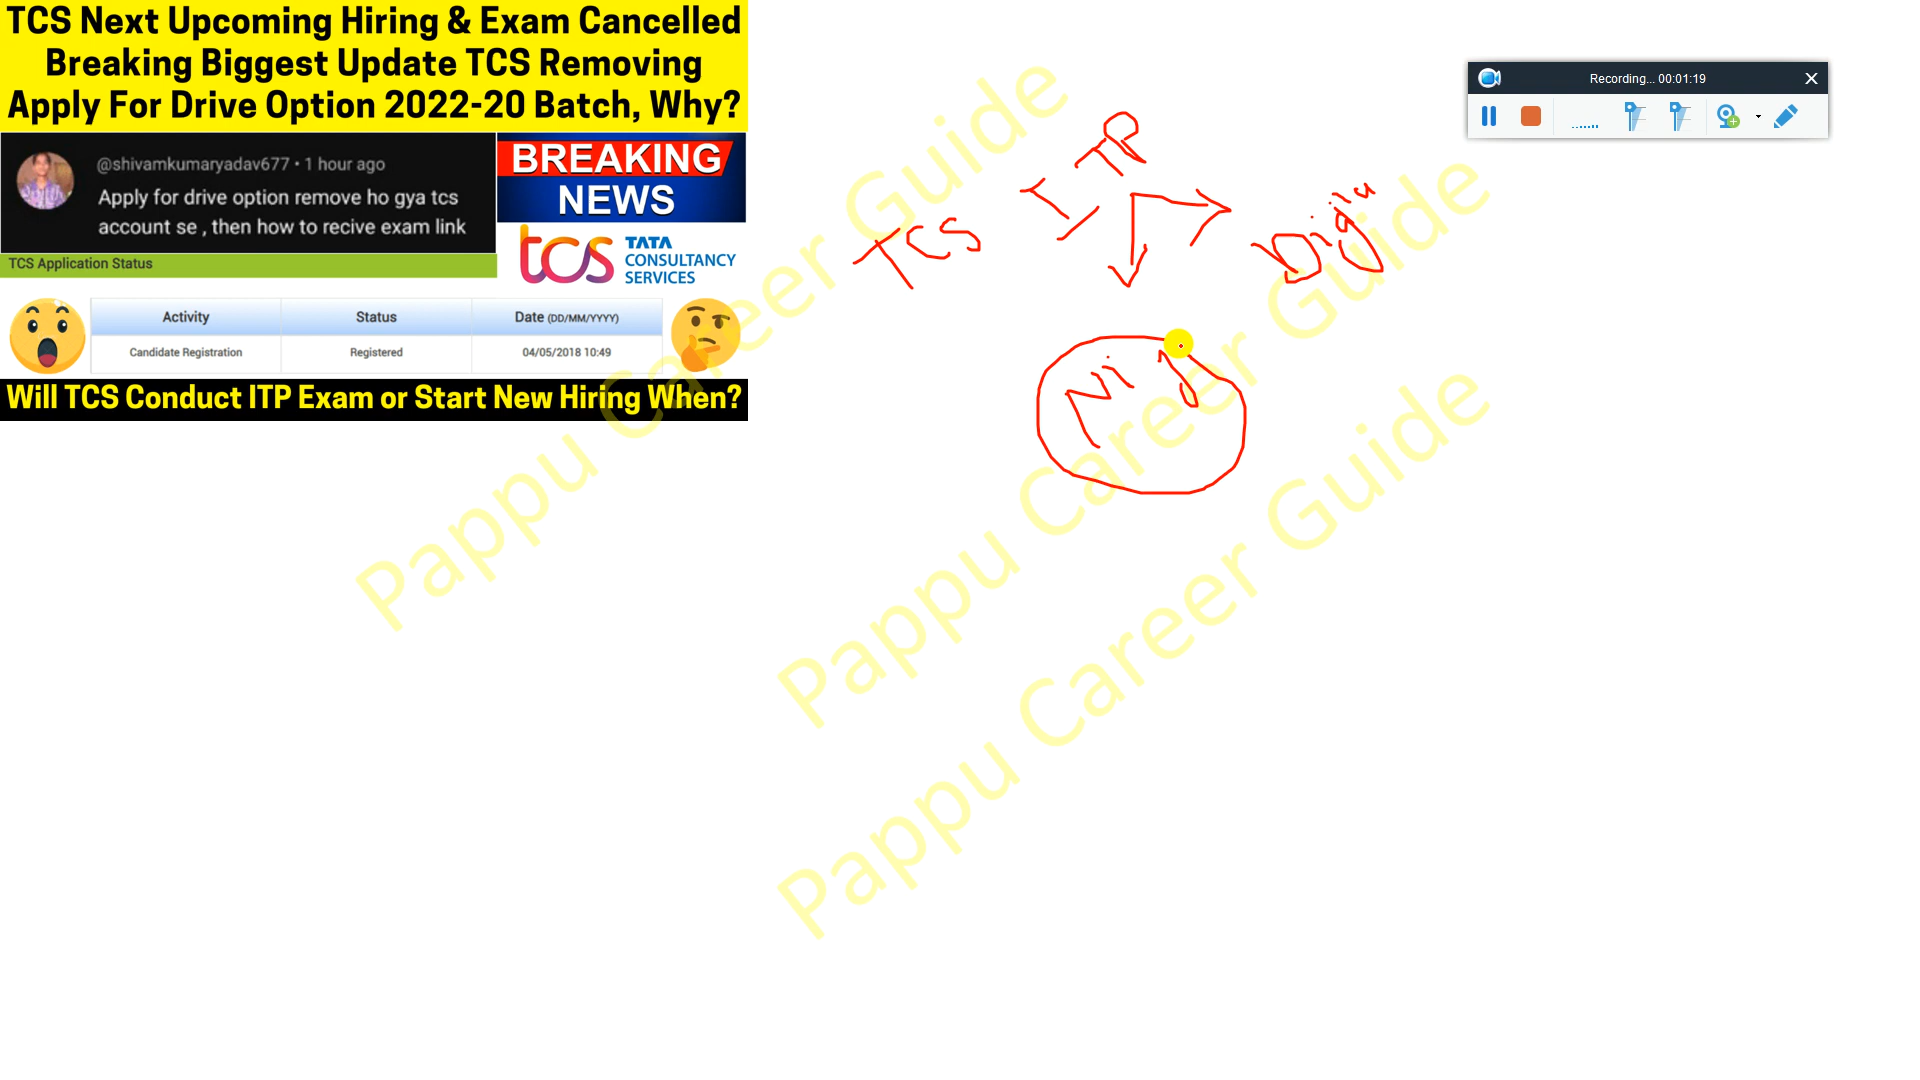 TCS Next Upcoming Hiring & Exam Cancelled
Breaking Biggest Update TCS Removing
Apply For Drive Option 2022-20 Batch, Why?
@shivamkumaryadav677 • 1 hour ago
Apply for drive option remove ho gya tcs
account se , then how to recive exam link
BREAKING
NEWS
tcs TATA
CONSULTANCY
SERVICES
TCS Application Status
Activity Status Date (DD/MM/YYYY)
Candidate Registration Registered 04/05/2018 10:49
Will TCS Conduct ITP Exam or Start New Hiring When?
Recording... 00:01:19
TCS ITP
Pappu Career Guide
Pappu Career Guide
Pappu Career Guide